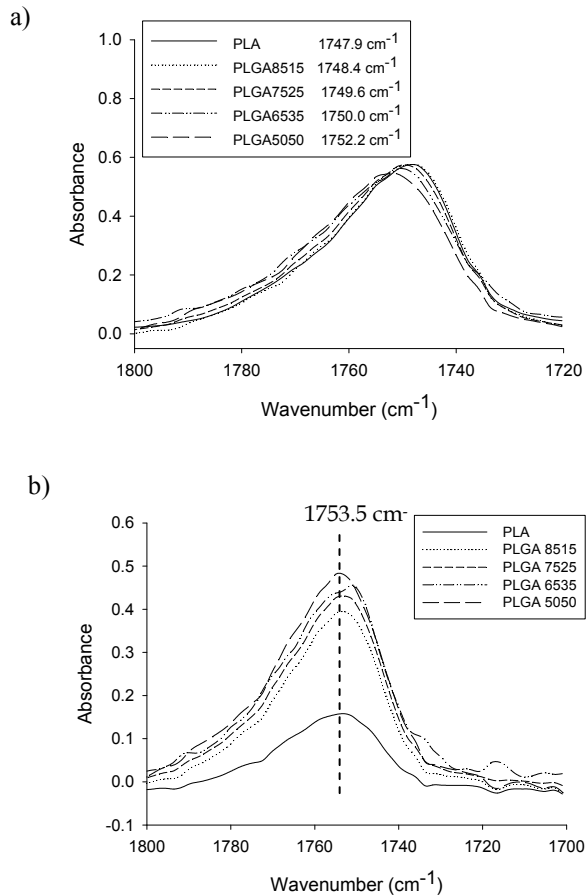 a)
1.0
0.8
0.6
0.4
0.2
0.0
Absorbance
PLA 1747.9 cm-1
PLGA8515 1748.4 cm-1
PLGA7525 1749.6 cm-1
PLGA6535 1750.0 cm-1
PLGA5050 1752.2 cm-1
1800 1780 1760 1740 1720
Wavenumber (cm-1)
b)
1753.5 cm-
0.6
0.5
0.4
0.3
0.2
0.1
0.0
-0.1
Absorbance
PLA
PLGA 8515
PLGA 7525
PLGA 6535
PLGA 5050
1800 1780 1760 1740 1720 1700
Wavenumber (cm-1)